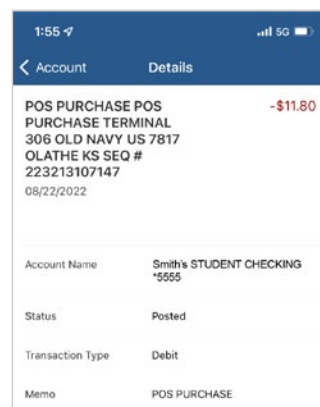 1:55 5G
Account Details
POS PURCHASE POS -$11.80
PURCHASE TERMINAL
306 OLD NAVY US 7817
OLATHE KS SEQ #
223213107147
08/22/2022
Account Name Smith's STUDENT CHECKING
*5555
Status Posted
Transaction Type Debit
Memo POS PURCHASE